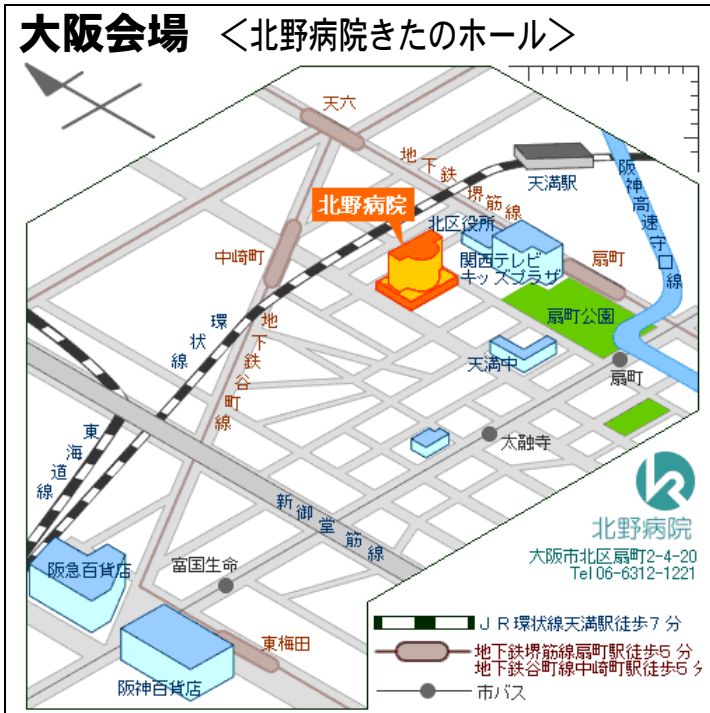 大阪会場 <北野病院きたのホール>
天六
地下鉄堺筋線
天満駅
阪神高速守口線
北野病院
北区役所
中崎町
関西テレビ
キッズプラザ
扇町
環状線
地下鉄谷町線
扇町公園
天満中
扇町
東海道線
太融寺
新御堂筋線
北野病院
大阪市北区扇町2-4-20
Tel 06-6312-1221
阪急百貨店
富国生命
東梅田
阪神百貨店
JR環状線天満駅徒歩7分
地下鉄堺筋線扇町駅徒歩5分
地下鉄谷町線中崎町駅徒歩5分
市バス